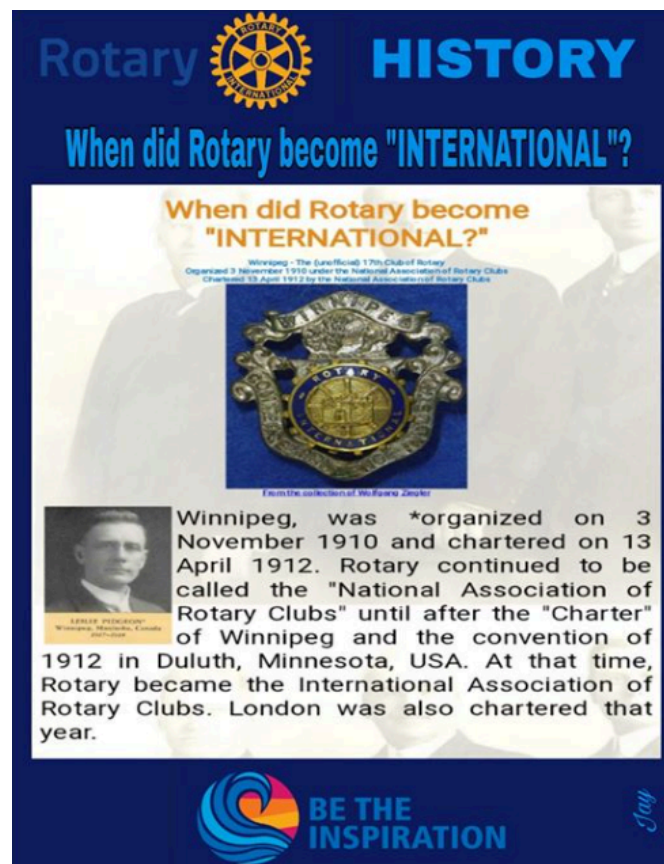 Rotary
ROTARY
INTERNATIONAL
HISTORY
When did Rotary become "INTERNATIONAL"?
When did Rotary become
"INTERNATIONAL?"
Winnipeg - The (unofficial) 17th Club of Rotary
Organized 3 November 1910 under the National Association of Rotary Clubs
Chartered 13 April 1912 by the National Association of Rotary Clubs
WINNIPEG
ROTARY
INTERNATIONAL
From the collection of Wolfgang Ziegler
Winnipeg, was *organized on 3
November 1910 and chartered on 13
April 1912. Rotary continued to be
called the "National Association of
Rotary Clubs" until after the "Charter"
of Winnipeg and the convention of
1912 in Duluth, Minnesota, USA. At that time,
Rotary became the International Association of
Rotary Clubs. London was also chartered that
year.
LESLIE PIDGEON*
Winnipeg, Manitoba, Canada
1917-1918
BE THE
INSPIRATION
Jay